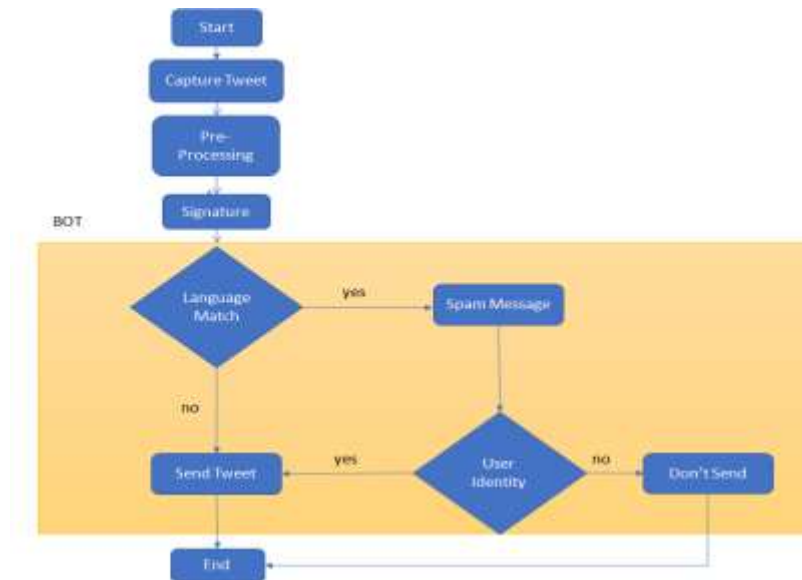 Start
Capture Tweet
Pre-
Processing
Signature
BOT
Language
Match
yes
Spam Message
no
Send Tweet
yes
User
Identity
no
Don't Send
End